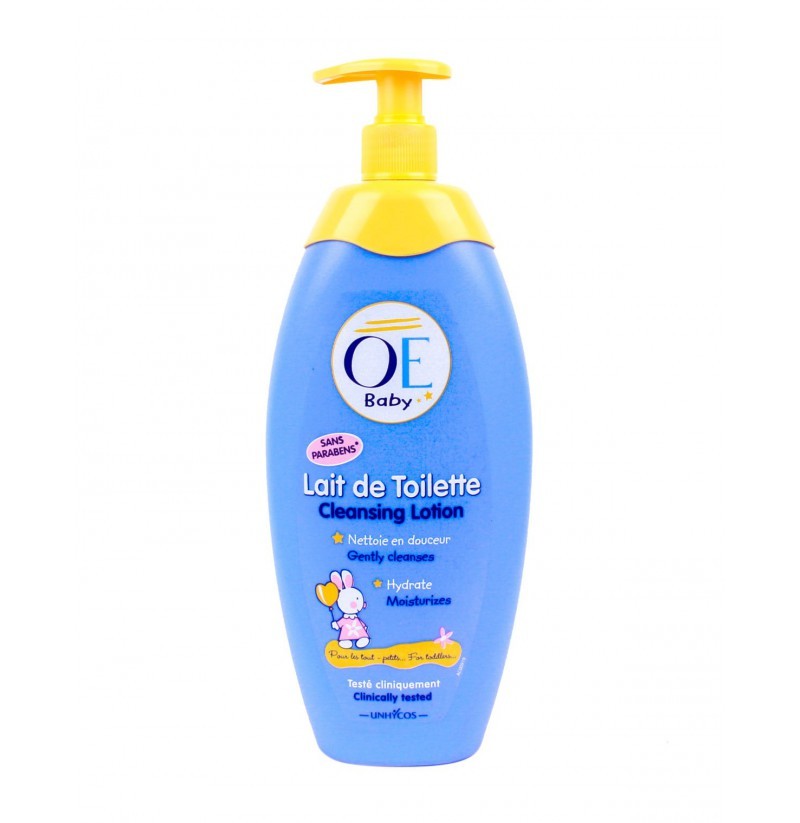 OE
Baby
SANS
PARABENS*
Lait de Toilette
Cleansing Lotion
Nettoie en douceur
Gently cleanses
Hydrate
Moisturizes
Pour les tout-petits... For toddlers...
Testé cliniquement
Clinically tested
UNHYCOS